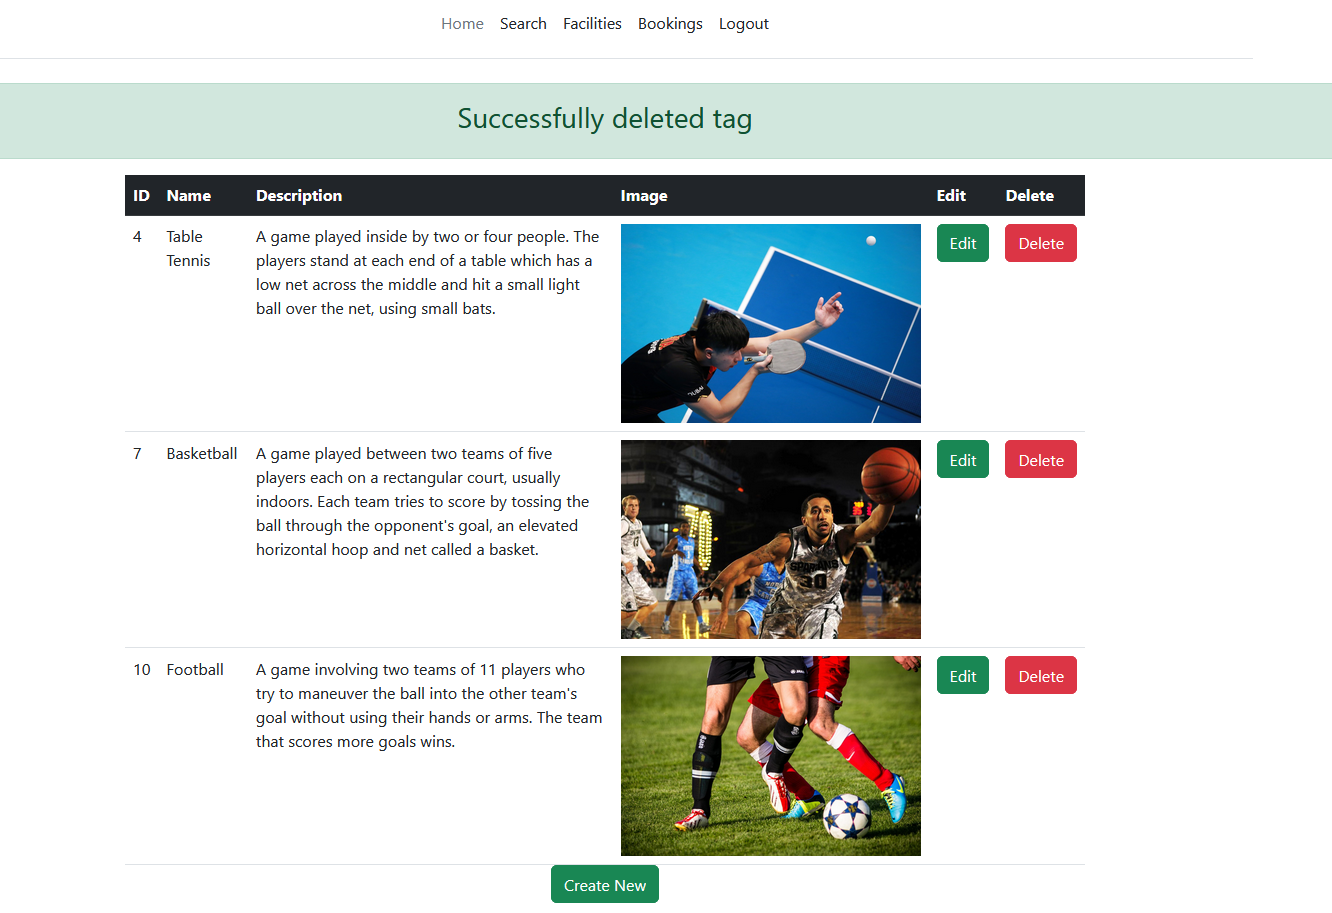 Home Search Facilities Bookings Logout
Successfully deleted tag
ID Name Description Image Edit Delete
4 Table Tennis A game played inside by two or four people. The
players stand at each end of a table which has a
low net across the middle and hit a small light
ball over the net, using small bats.
Edit Delete
7 Basketball A game played between two teams of five
players each on a rectangular court, usually
indoors. Each team tries to score by tossing the
ball through the opponent's goal, an elevated
horizontal hoop and net called a basket.
SPARTANS
30
Edit Delete
10 Football A game involving two teams of 11 players who
try to maneuver the ball into the other team's
goal without using their hands or arms. The team
that scores more goals wins.
Edit Delete
Create New